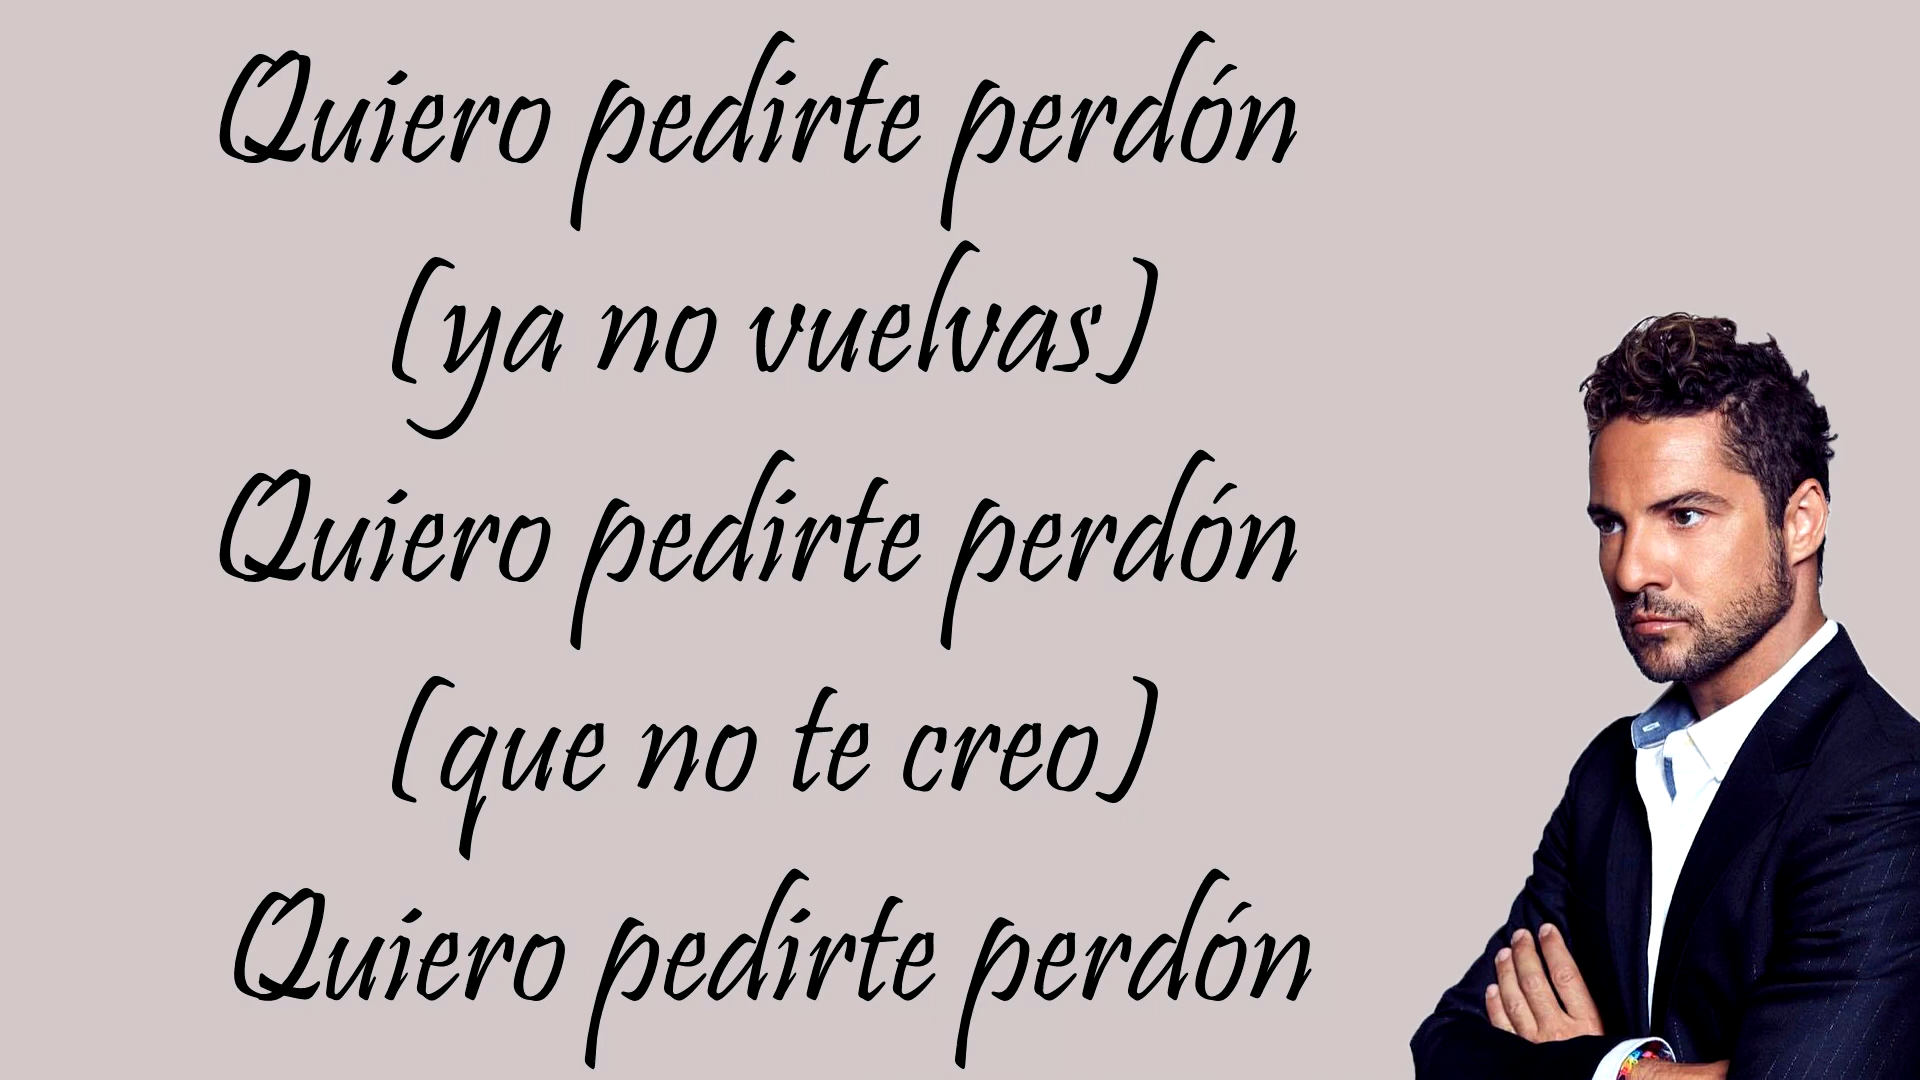 Quiero pedirte perdón
(ya no vuelvas)
Quiero pedirte perdón
(que no te creo)
Quiero pedirte perdón